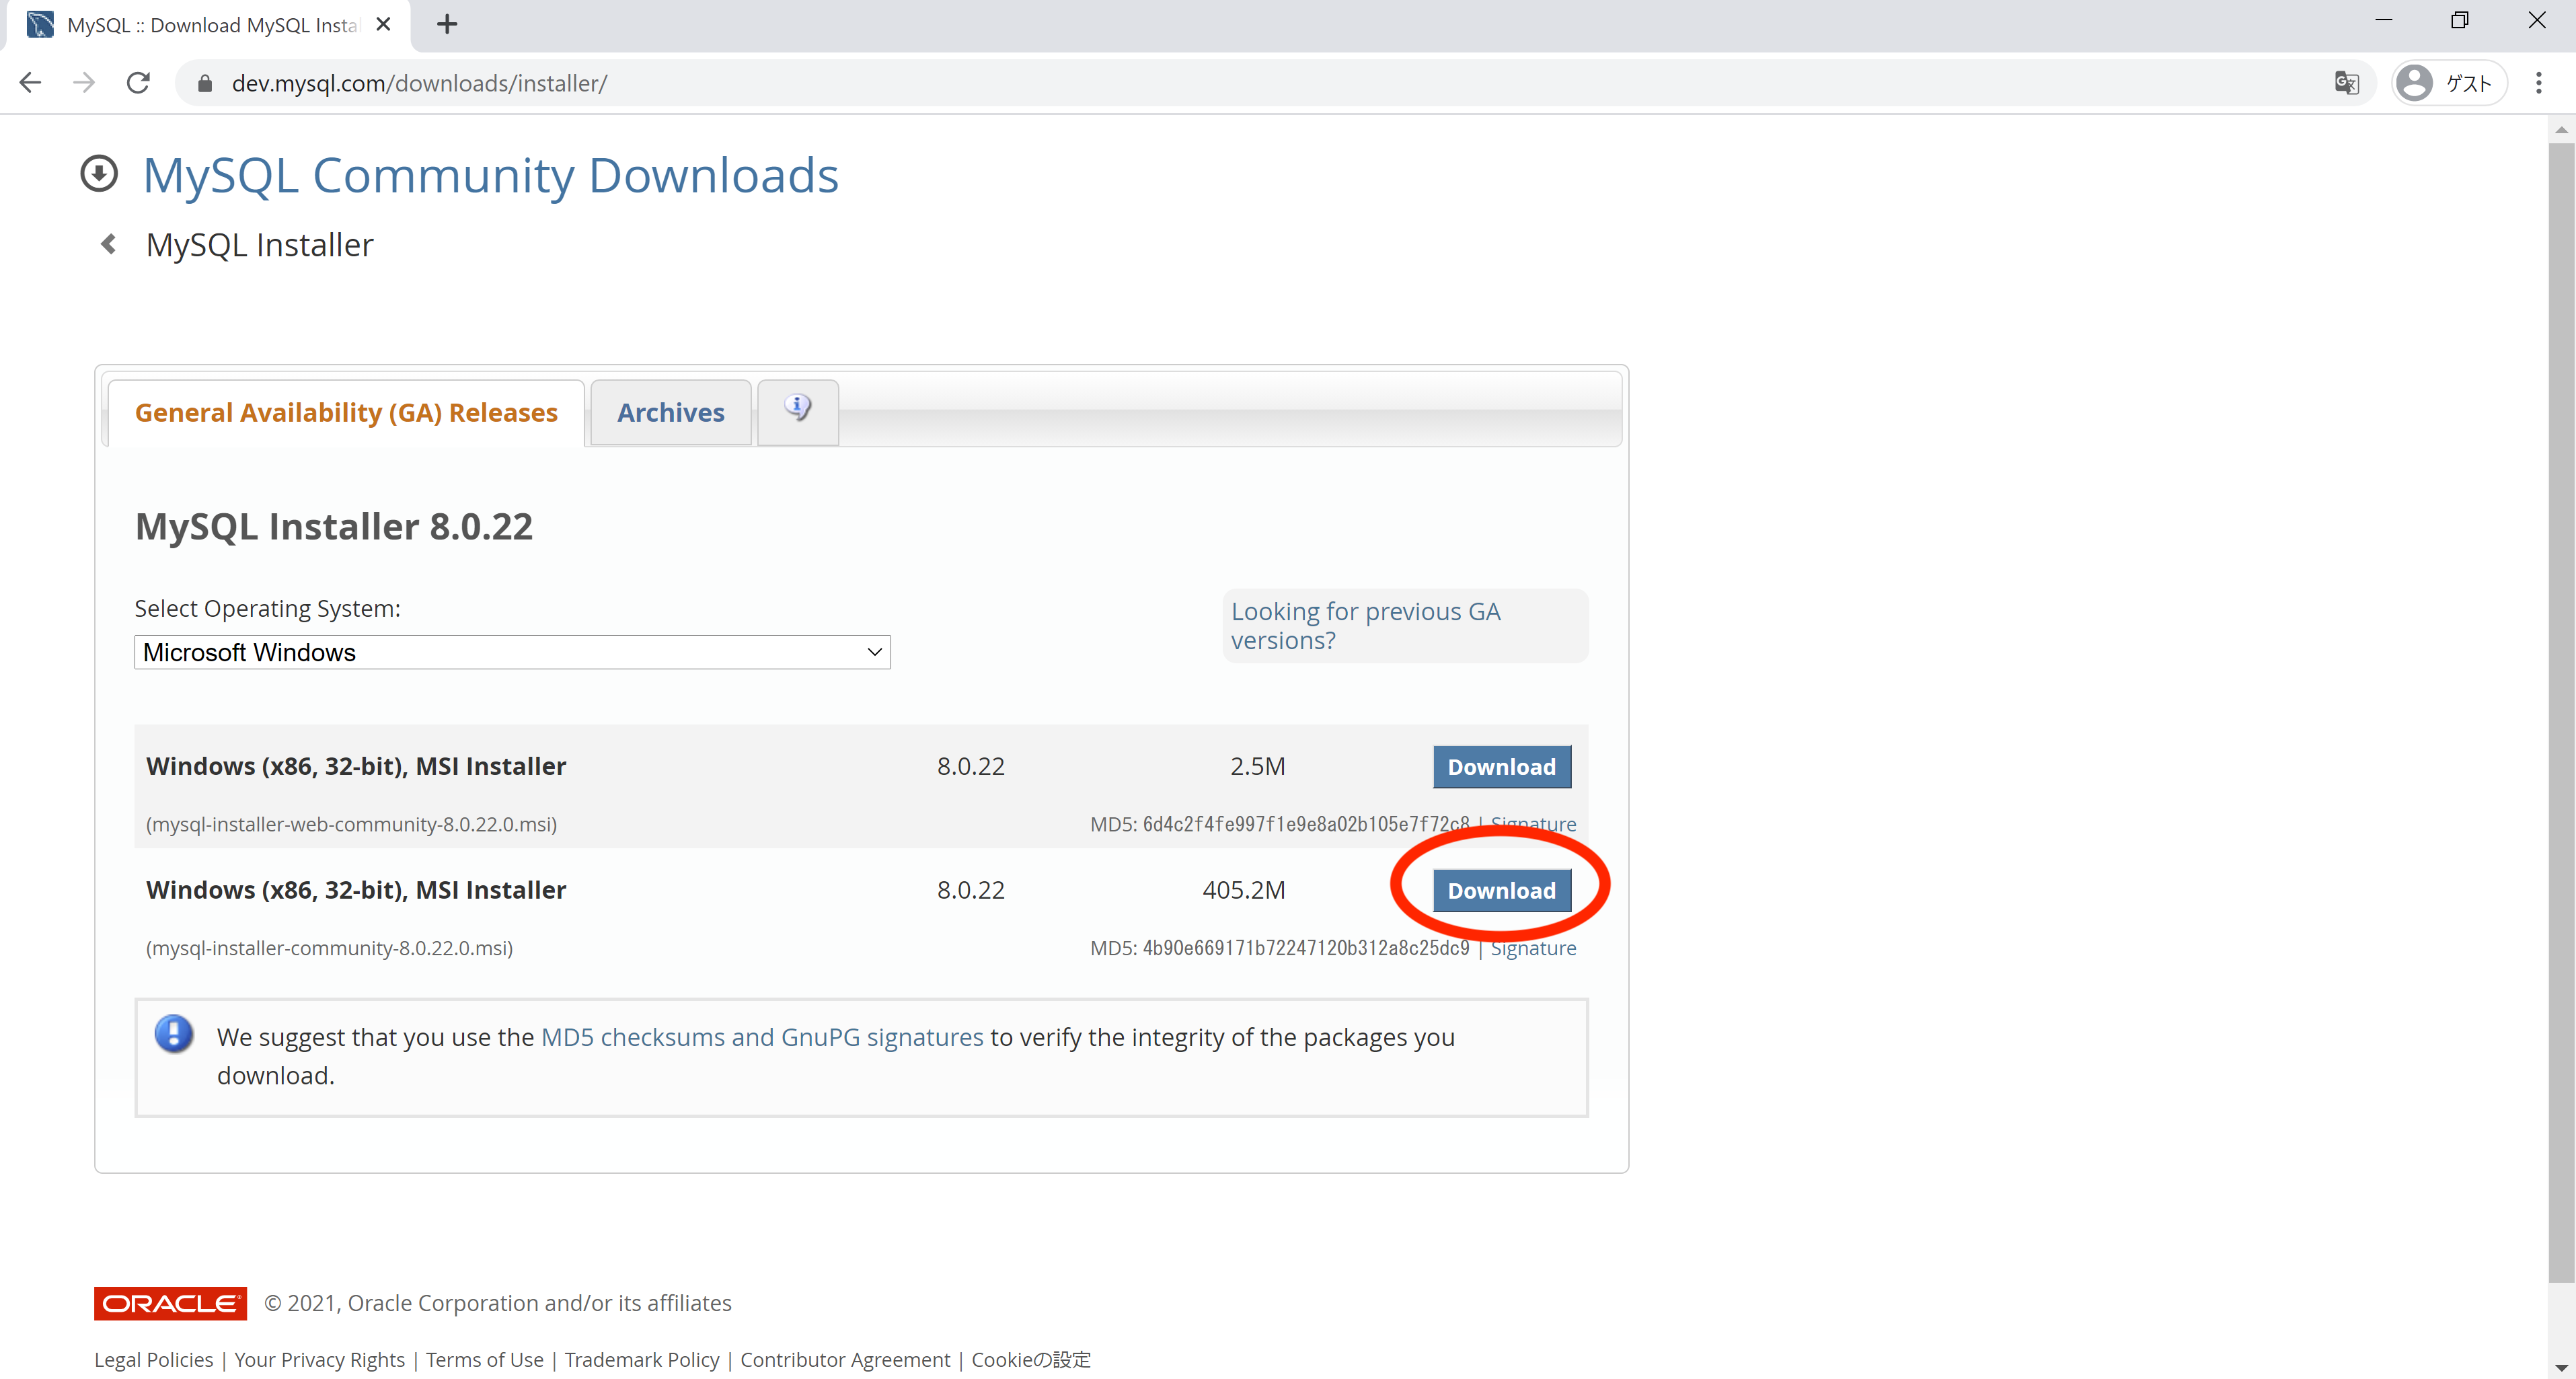 MySQL :: Download MySQL Insta
dev.mysql.com/downloads/installer/
ゲスト
MySQL Community Downloads
MySQL Installer
General Availability (GA) Releases
Archives
MySQL Installer 8.0.22
Select Operating System:
Microsoft Windows
Looking for previous GA
versions?
Windows (x86, 32-bit), MSI Installer 8.0.22 2.5M Download
(mysql-installer-web-community-8.0.22.0.msi) MD5: 6d4c2f4fe997f1e9e8a02b105e7f72c8 | Signature
Windows (x86, 32-bit), MSI Installer 8.0.22 405.2M Download
(mysql-installer-community-8.0.22.0.msi) MD5: 4b90e669171b72247120b312a8c25dc9 | Signature
We suggest that you use the MD5 checksums and GnuPG signatures to verify the integrity of the packages you
download.
ORACLE © 2021, Oracle Corporation and/or its affiliates
Legal Policies | Your Privacy Rights | Terms of Use | Trademark Policy | Contributor Agreement | Cookieの設定